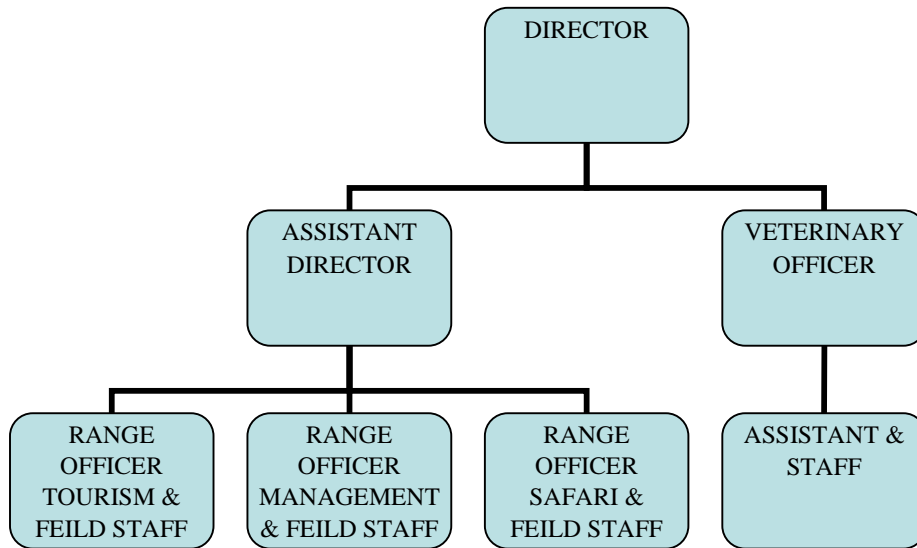 DIRECTOR
ASSISTANT
DIRECTOR
VETERINARY
OFFICER
RANGE
OFFICER
TOURISM &
FEILD STAFF
RANGE
OFFICER
MANAGEMENT
& FEILD STAFF
RANGE
OFFICER
SAFARI &
FEILD STAFF
ASSISTANT &
STAFF